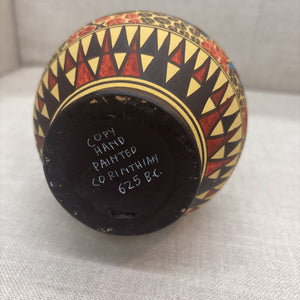 COPY
HAND
PAINTED
CORINTHIAN
625 B.C.